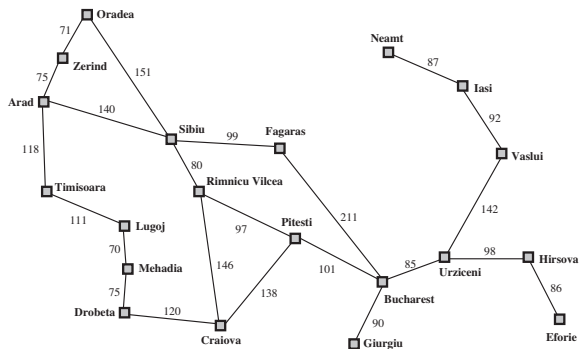 Oradea
71
Neamt
87
Zerind
151
75
Iasi
Arad
140
92
Sibiu
99
Fagaras
118
Vaslui
80
Timisoara
Rimnicu Vilcea
111
211
142
Lugoj
97
Pitesti
70
98
Hirsova
Mehadia
146
101
85
Urziceni
75
138
86
Bucharest
Drobeta
120
90
Craiova
Giurgiu
Eforie